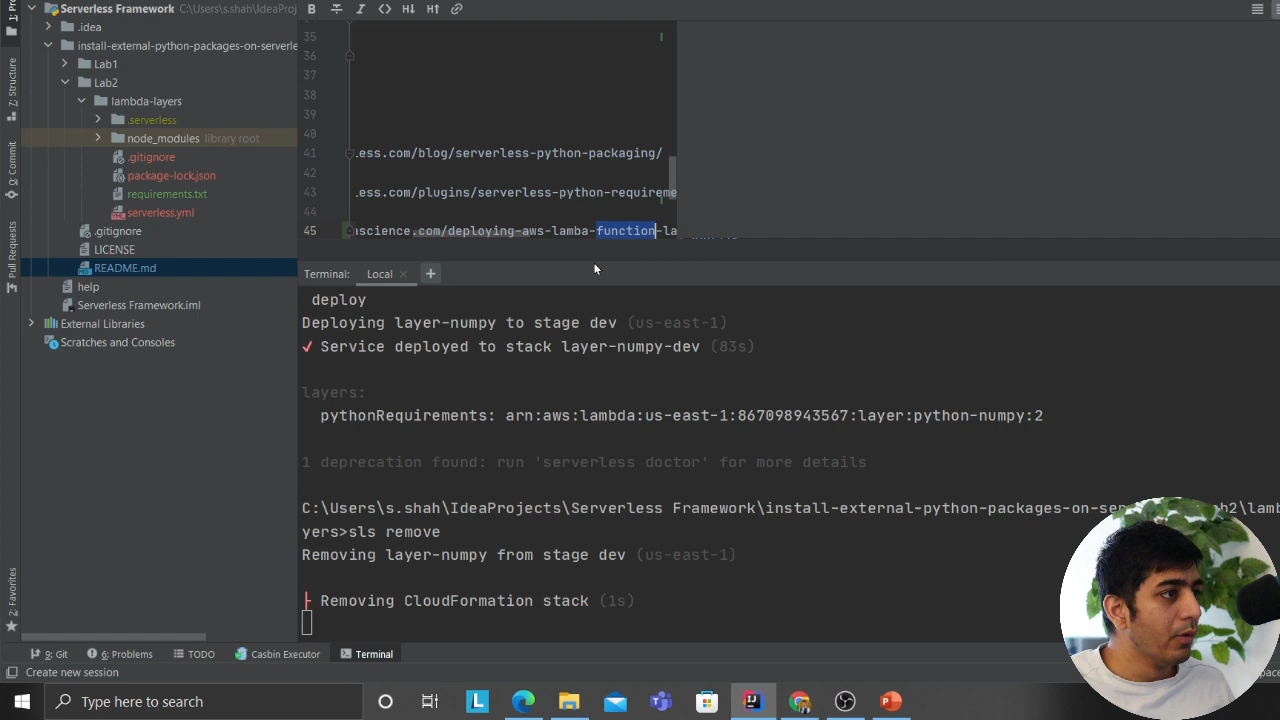 Serverless Framework C:\Users\s.shah\IdeaProj
.idea
install-external-python-packages-on-serverle
Lab1
Lab2
lambda-layers
.serverless
node_modules library root
.gitignore
package-lock.json
requirements.txt
serverless.yml
.gitignore
LICENSE
README.md
help
Serverless Framework.iml
External Libraries
Scratches and Consoles
Z: Structure
Commit
Pull Requests
2: Favorites
35
36
37
38
39
40
41 .ess.com/blog/serverless-python-packaging/
42
43 .ess.com/plugins/serverless-python-requireme
44
45 science.com/deploying-aws-lamba-function-la
Terminal: Local × +
deploy
Deploying layer-numpy to stage dev (us-east-1)
✔ Service deployed to stack layer-numpy-dev (83s)
layers:
pythonRequirements: arn:aws:lambda:us-east-1:867098943567:layer:python-numpy:2
1 deprecation found: run 'serverless doctor' for more details
C:\Users\s.shah\IdeaProjects\Serverless Framework\install-external-python-packages-on-ser
yers>sls remove
Removing layer-numpy from stage dev (us-east-1)
Removing CloudFormation stack (1s)
9: Git 6: Problems TODO Casbin Executor Terminal
Create new session
Type here to search